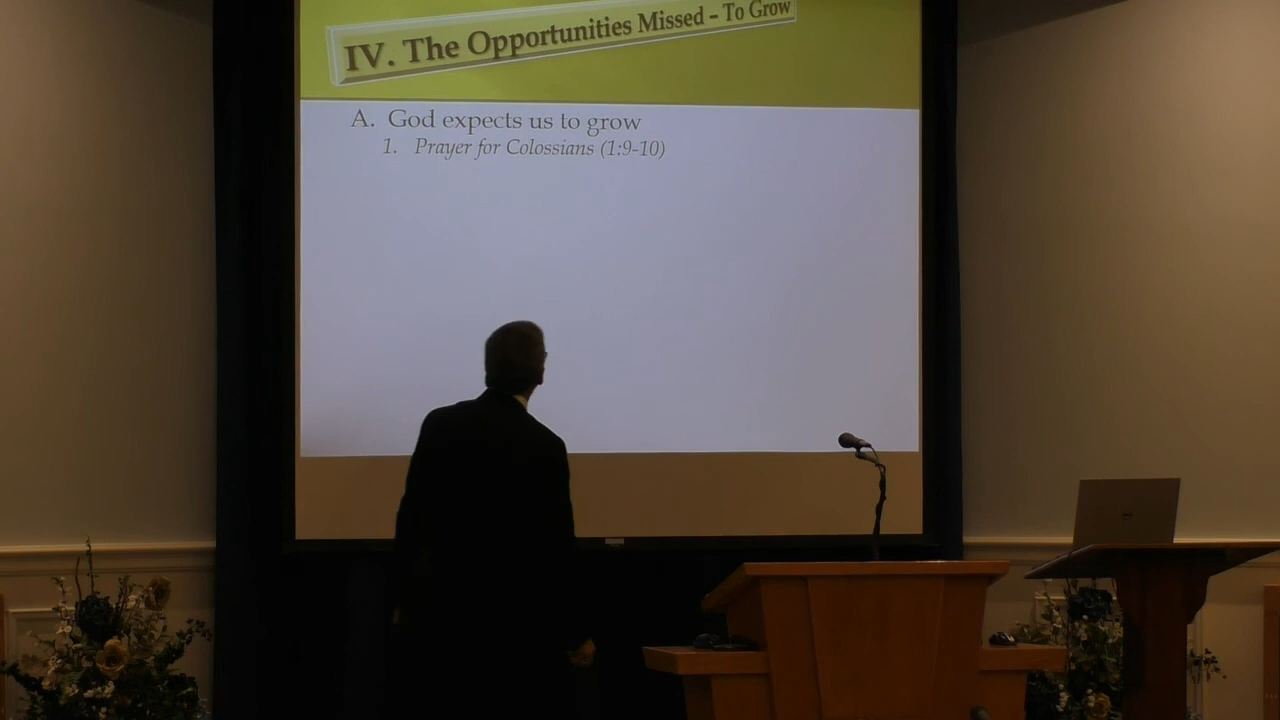 IV. The Opportunities Missed – To Grow
A. God expects us to grow
1. Prayer for Colossians (1:9-10)